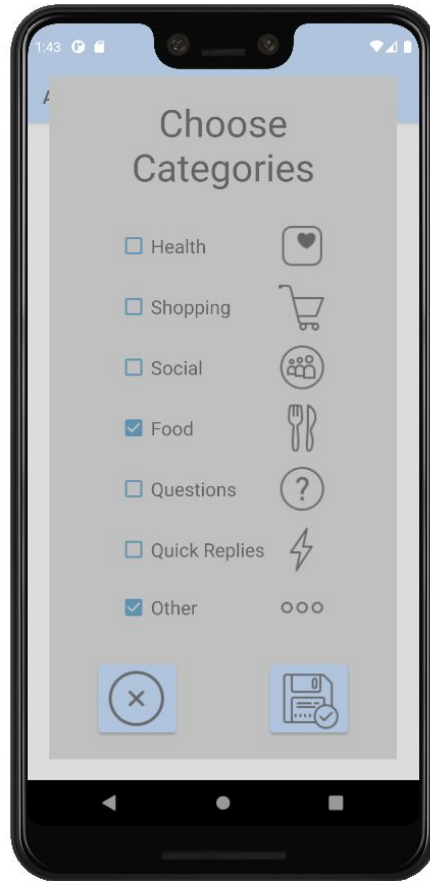 1:43
A
Choose
Categories
Health
Shopping
Social
Food
Questions
?
Quick Replies
Other